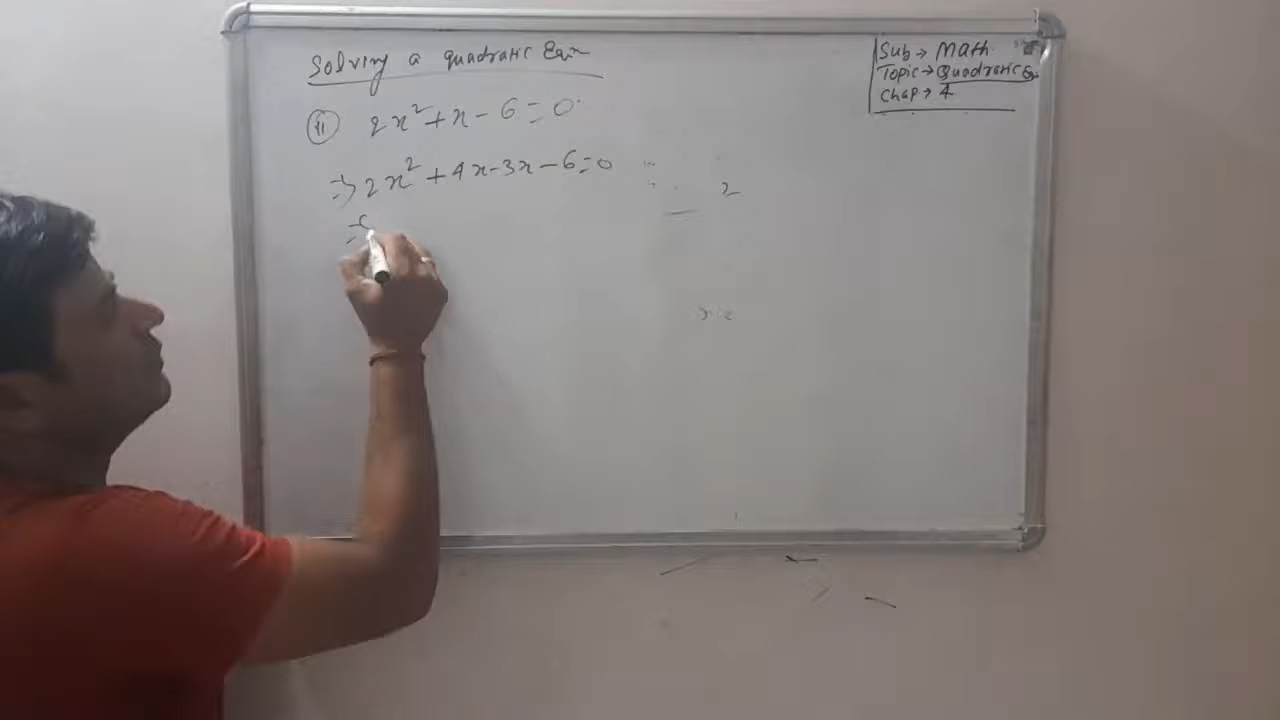 Solving a quadratic Eqn
(ii) 2x² + x - 6 = 0
⇒ 2x² + 4x - 3x - 6 = 0
2
Sub → Math
Topic → Quadratic Eq
Chap → 4